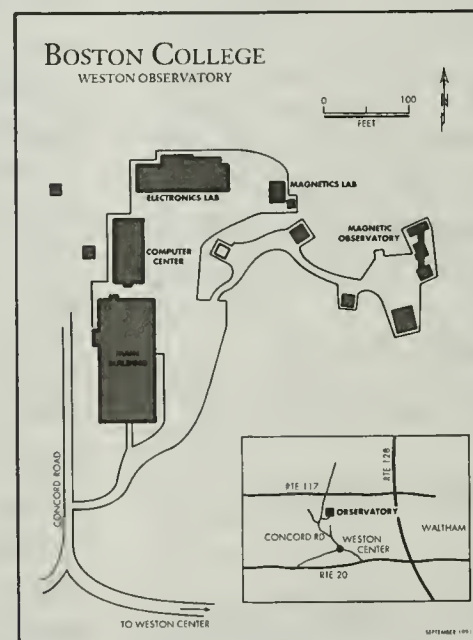 BOSTON COLLEGE
WESTON OBSERVATORY
0 100
FEET
N
MAGNETICS LAB
ELECTRONICS LAB
MAGNETIC
OBSERVATORY
COMPUTER
CENTER
MAIN
BUILDING
CONCORD ROAD
RTE 128
RTE 117
OBSERVATORY
WALTHAM
CONCORD RD
WESTON
CENTER
RTE 20
TO WESTON CENTER
SEPTEMBER